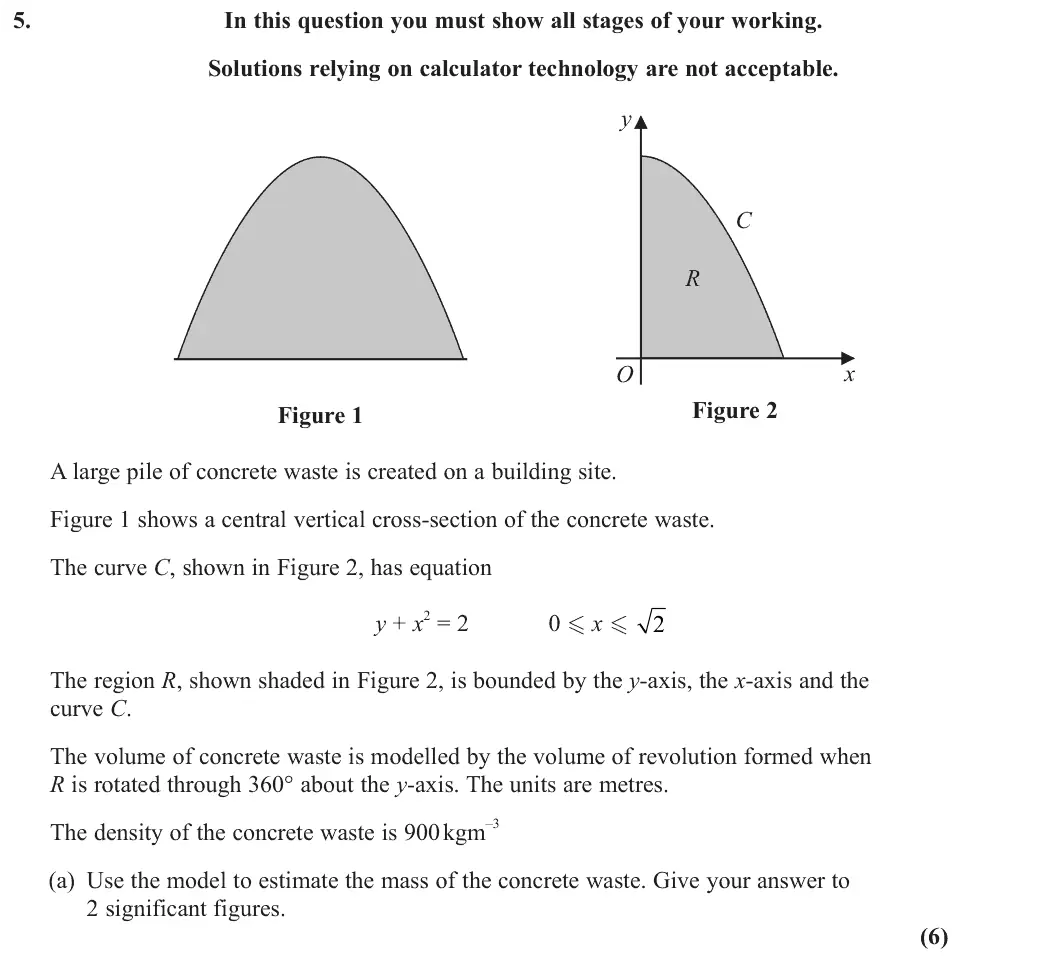 5. In this question you must show all stages of your working.
Solutions relying on calculator technology are not acceptable.
y
C
R
O
x
Figure 1
Figure 2
A large pile of concrete waste is created on a building site.
Figure 1 shows a central vertical cross-section of the concrete waste.
The curve C, shown in Figure 2, has equation
y + x² = 2 0 ⩽ x ⩽ √2
The region R, shown shaded in Figure 2, is bounded by the y-axis, the x-axis and the
curve C.
The volume of concrete waste is modelled by the volume of revolution formed when
R is rotated through 360° about the y-axis. The units are metres.
The density of the concrete waste is 900 kgm⁻³
(a) Use the model to estimate the mass of the concrete waste. Give your answer to
2 significant figures.
(6)